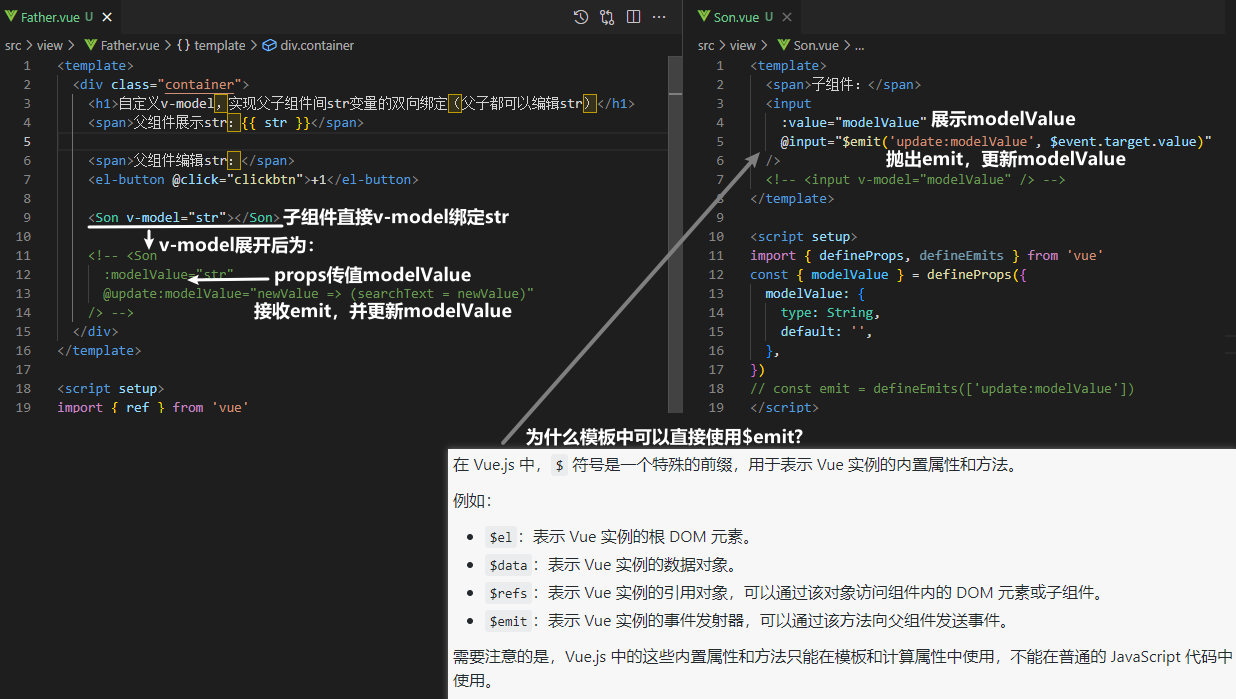 Father.vue U
src > view > Father.vue > {} template > div.container
1 <template>
2 <div class="container">
3 <h1>自定义v-model，实现父子组件间str变量的双向绑定（父子都可以编辑str）</h1>
4 <span>父组件展示str：{{ str }}</span>
5
6 <span>父组件编辑str：</span>
7 <el-button @click="clickbtn">+1</el-button>
8
9 <Son v-model="str"></Son> 子组件直接v-model绑定str
10 v-model展开后为：
11 <!-- <Son
12 :modelValue="str" props传值modelValue
13 @update:modelValue="newValue => (searchText = newValue)"
14 /> --> 接收emit，并更新modelValue
15 </div>
16 </template>
17
18 <script setup>
19 import { ref } from 'vue'
Son.vue U
src > view > Son.vue > ...
1 <template>
2 <span>子组件：</span>
3 <input
4 :value="modelValue" 展示modelValue
5 @input="$emit('update:modelValue', $event.target.value)"
6 /> 抛出emit，更新modelValue
7 <!-- <input v-model="modelValue" /> -->
8 </template>
9
10 <script setup>
11 import { defineProps, defineEmits } from 'vue'
12 const { modelValue } = defineProps({
13 modelValue: {
14 type: String,
15 default: '',
16 },
17 })
18 // const emit = defineEmits(['update:modelValue'])
19 </script>
为什么模板中可以直接使用$emit?
在 Vue.js 中，$ 符号是一个特殊的前缀，用于表示 Vue 实例的内置属性和方法。
例如：
• $el：表示 Vue 实例的根 DOM 元素。
• $data：表示 Vue 实例的数据对象。
• $refs：表示 Vue 实例的引用对象，可以通过该对象访问组件内的 DOM 元素或子组件。
• $emit：表示 Vue 实例的事件发射器，可以通过该方法向父组件发送事件。
需要注意的是，Vue.js 中的这些内置属性和方法只能在模板和计算属性中使用，不能在普通的 JavaScript 代码中
使用。